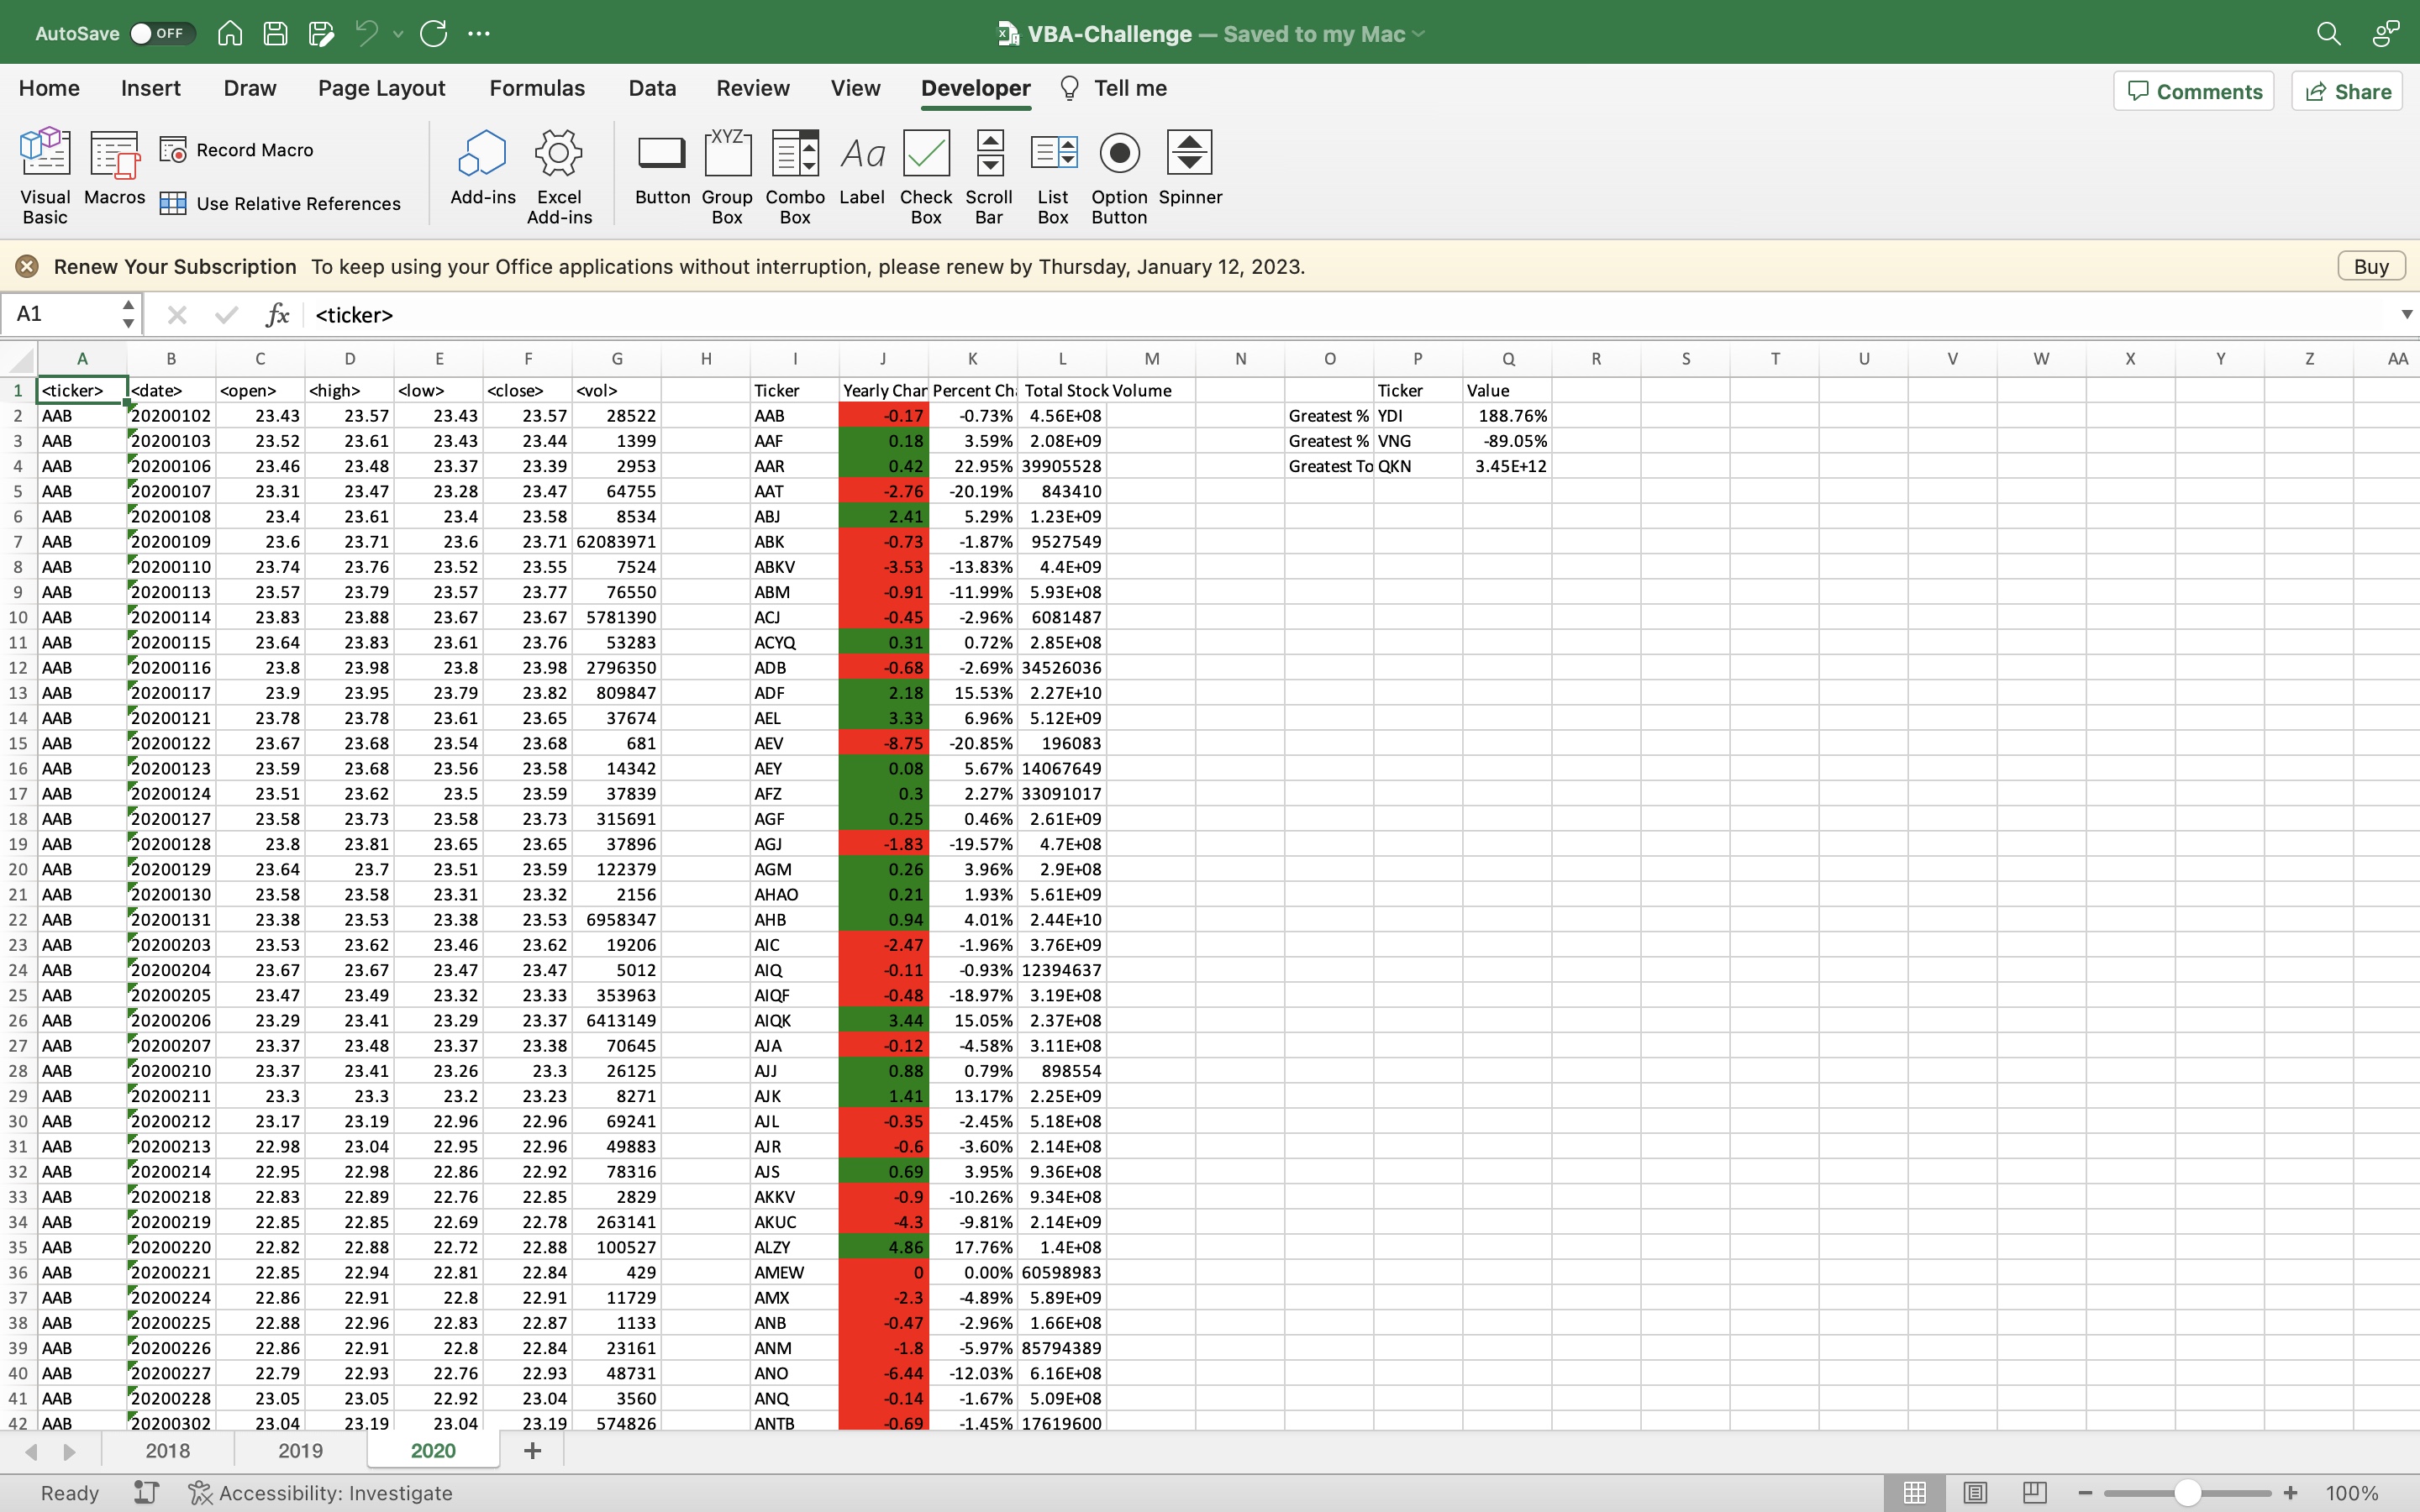 AutoSave OFF VBA-Challenge — Saved to my Mac
Home Insert Draw Page Layout Formulas Data Review View Developer Tell me Comments Share
Visual Basic Macros Record Macro Use Relative References Add-ins Excel Add-ins Button Group Box Combo Box Label Check Box Scroll Bar List Box Option Button Spinner
XYZ Aa
Renew Your Subscription To keep using your Office applications without interruption, please renew by Thursday, January 12, 2023. Buy
A1 fx <ticker>
A B C D E F G H I J K L M N O P Q R S T U V W X Y Z AA
1 <ticker> <date> <open> <high> <low> <close> <vol> Ticker Yearly Char Percent Ch Total Stock Volume Ticker Value
2 AAB 20200102 23.43 23.57 23.43 23.57 28522 AAB -0.17 -0.73% 4.56E+08 Greatest % YDI 188.76%
3 AAB 20200103 23.52 23.61 23.43 23.44 1399 AAF 0.18 3.59% 2.08E+09 Greatest % VNG -89.05%
4 AAB 20200106 23.46 23.48 23.37 23.39 2953 AAR 0.42 22.95% 39905528 Greatest To QKN 3.45E+12
5 AAB 20200107 23.31 23.47 23.28 23.47 64755 AAT -2.76 -20.19% 843410
6 AAB 20200108 23.4 23.61 23.4 23.58 8534 ABJ 2.41 5.29% 1.23E+09
7 AAB 20200109 23.6 23.71 23.6 23.71 62083971 ABK -0.73 -1.87% 9527549
8 AAB 20200110 23.74 23.76 23.52 23.55 7524 ABKV -3.53 -13.83% 4.4E+09
9 AAB 20200113 23.57 23.79 23.57 23.77 76550 ABM -0.91 -11.99% 5.93E+08
10 AAB 20200114 23.83 23.88 23.67 23.67 5781390 ACJ -0.45 -2.96% 6081487
11 AAB 20200115 23.64 23.83 23.61 23.76 53283 ACYQ 0.31 0.72% 2.85E+08
12 AAB 20200116 23.8 23.98 23.8 23.98 2796350 ADB -0.68 -2.69% 34526036
13 AAB 20200117 23.9 23.95 23.79 23.82 809847 ADF 2.18 15.53% 2.27E+10
14 AAB 20200121 23.78 23.78 23.61 23.65 37674 AEL 3.33 6.96% 5.12E+09
15 AAB 20200122 23.67 23.68 23.54 23.68 681 AEV -8.75 -20.85% 196083
16 AAB 20200123 23.59 23.68 23.56 23.58 14342 AEY 0.08 5.67% 14067649
17 AAB 20200124 23.51 23.62 23.5 23.59 37839 AFZ 0.3 2.27% 33091017
18 AAB 20200127 23.58 23.73 23.58 23.73 315691 AGF 0.25 0.46% 2.61E+09
19 AAB 20200128 23.8 23.81 23.65 23.65 37896 AGJ -1.83 -19.57% 4.7E+08
20 AAB 20200129 23.64 23.7 23.51 23.59 122379 AGM 0.26 3.96% 2.9E+08
21 AAB 20200130 23.58 23.58 23.31 23.32 2156 AHAO 0.21 1.93% 5.61E+09
22 AAB 20200131 23.38 23.53 23.38 23.53 6958347 AHB 0.94 4.01% 2.44E+10
23 AAB 20200203 23.53 23.62 23.46 23.62 19206 AIC -2.47 -1.96% 3.76E+09
24 AAB 20200204 23.67 23.67 23.47 23.47 5012 AIQ -0.11 -0.93% 12394637
25 AAB 20200205 23.47 23.49 23.32 23.33 353963 AIQF -0.48 -18.97% 3.19E+08
26 AAB 20200206 23.29 23.41 23.29 23.37 6413149 AIQK 3.44 15.05% 2.37E+08
27 AAB 20200207 23.37 23.48 23.37 23.38 70645 AJA -0.12 -4.58% 3.11E+08
28 AAB 20200210 23.37 23.41 23.26 23.3 26125 AJJ 0.88 0.79% 898554
29 AAB 20200211 23.3 23.3 23.2 23.23 8271 AJK 1.41 13.17% 2.25E+09
30 AAB 20200212 23.17 23.19 22.96 22.96 69241 AJL -0.35 -2.45% 5.18E+08
31 AAB 20200213 22.98 23.04 22.95 22.96 49883 AJR -0.6 -3.60% 2.14E+08
32 AAB 20200214 22.95 22.98 22.86 22.92 78316 AJS 0.69 3.95% 9.36E+08
33 AAB 20200218 22.83 22.89 22.76 22.85 2829 AKKV -0.9 -10.26% 9.34E+08
34 AAB 20200219 22.85 22.85 22.69 22.78 263141 AKUC -4.3 -9.81% 2.14E+09
35 AAB 20200220 22.82 22.88 22.72 22.88 100527 ALZY 4.86 17.76% 1.4E+08
36 AAB 20200221 22.85 22.94 22.81 22.84 429 AMEW 0 0.00% 60598983
37 AAB 20200224 22.86 22.91 22.8 22.91 11729 AMX -2.3 -4.89% 5.89E+09
38 AAB 20200225 22.88 22.96 22.83 22.87 1133 ANB -0.47 -2.96% 1.66E+08
39 AAB 20200226 22.86 22.91 22.8 22.84 23161 ANM -1.8 -5.97% 85794389
40 AAB 20200227 22.79 22.93 22.76 22.93 48731 ANO -6.44 -12.03% 6.16E+08
41 AAB 20200228 23.05 23.05 22.92 23.04 3560 ANQ -0.14 -1.67% 5.09E+08
42 AAB 20200302 23.04 23.19 23.04 23.19 574826 ANTB -0.69 -1.45% 17619600
2018 2019 2020
Ready Accessibility: Investigate 100%